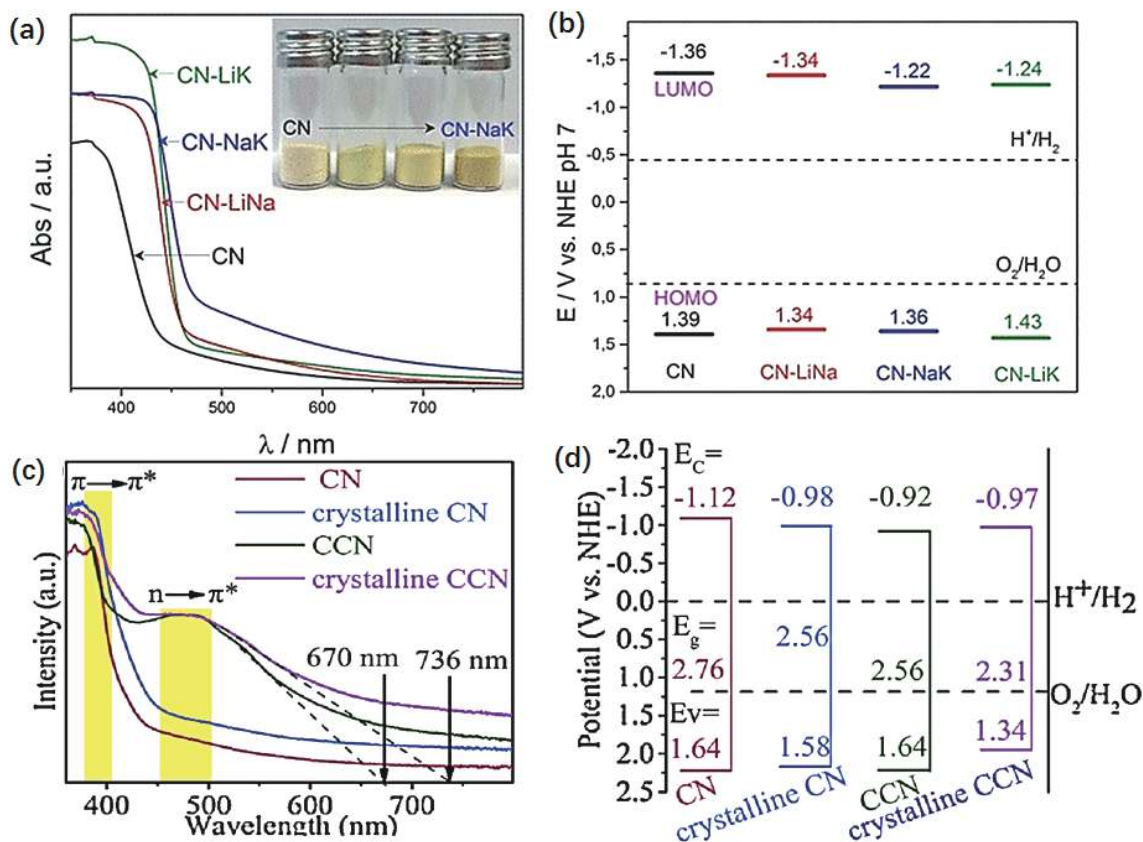 (a)
Abs / a.u.
CN-LiK
CN-NaK
CN-LiNa
CN
CN
CN-NaK
400
500
600
700
λ / nm
(b)
E / V vs. NHE pH 7
-1.5
-1.0
-0.5
0.0
0.5
1.0
1.5
2.0
-1.36
-1.34
-1.22
-1.24
LUMO
H⁺/H₂
O₂/H₂O
HOMO
1.39
1.34
1.36
1.43
CN
CN-LiNa
CN-NaK
CN-LiK
(c)
Intensity (a.u.)
π → π*
n → π*
CN
crystalline CN
CCN
crystalline CCN
670 nm
736 nm
400
500
600
700
Wavelength (nm)
(d)
Potential (V vs. NHE)
-2.0
-1.5
-1.0
-0.5
0.0
0.5
1.0
1.5
2.0
2.5
E_C=
-1.12
-0.98
-0.92
-0.97
H⁺/H₂
E_g=
2.76
2.56
2.56
2.31
O₂/H₂O
Ev=
1.64
1.58
1.64
1.34
CN
crystalline CN
CCN
crystalline CCN